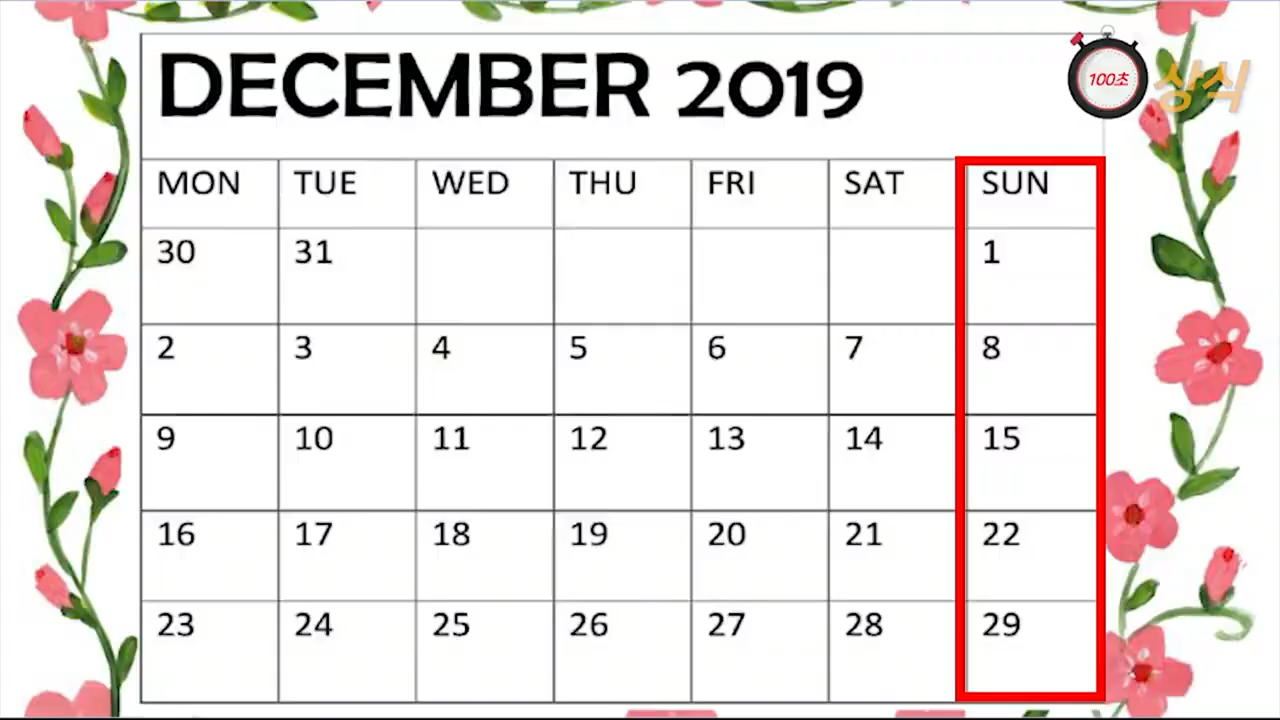 DECEMBER 2019
100초 상식
MON TUE WED THU FRI SAT SUN
30 31 1
2 3 4 5 6 7 8
9 10 11 12 13 14 15
16 17 18 19 20 21 22
23 24 25 26 27 28 29